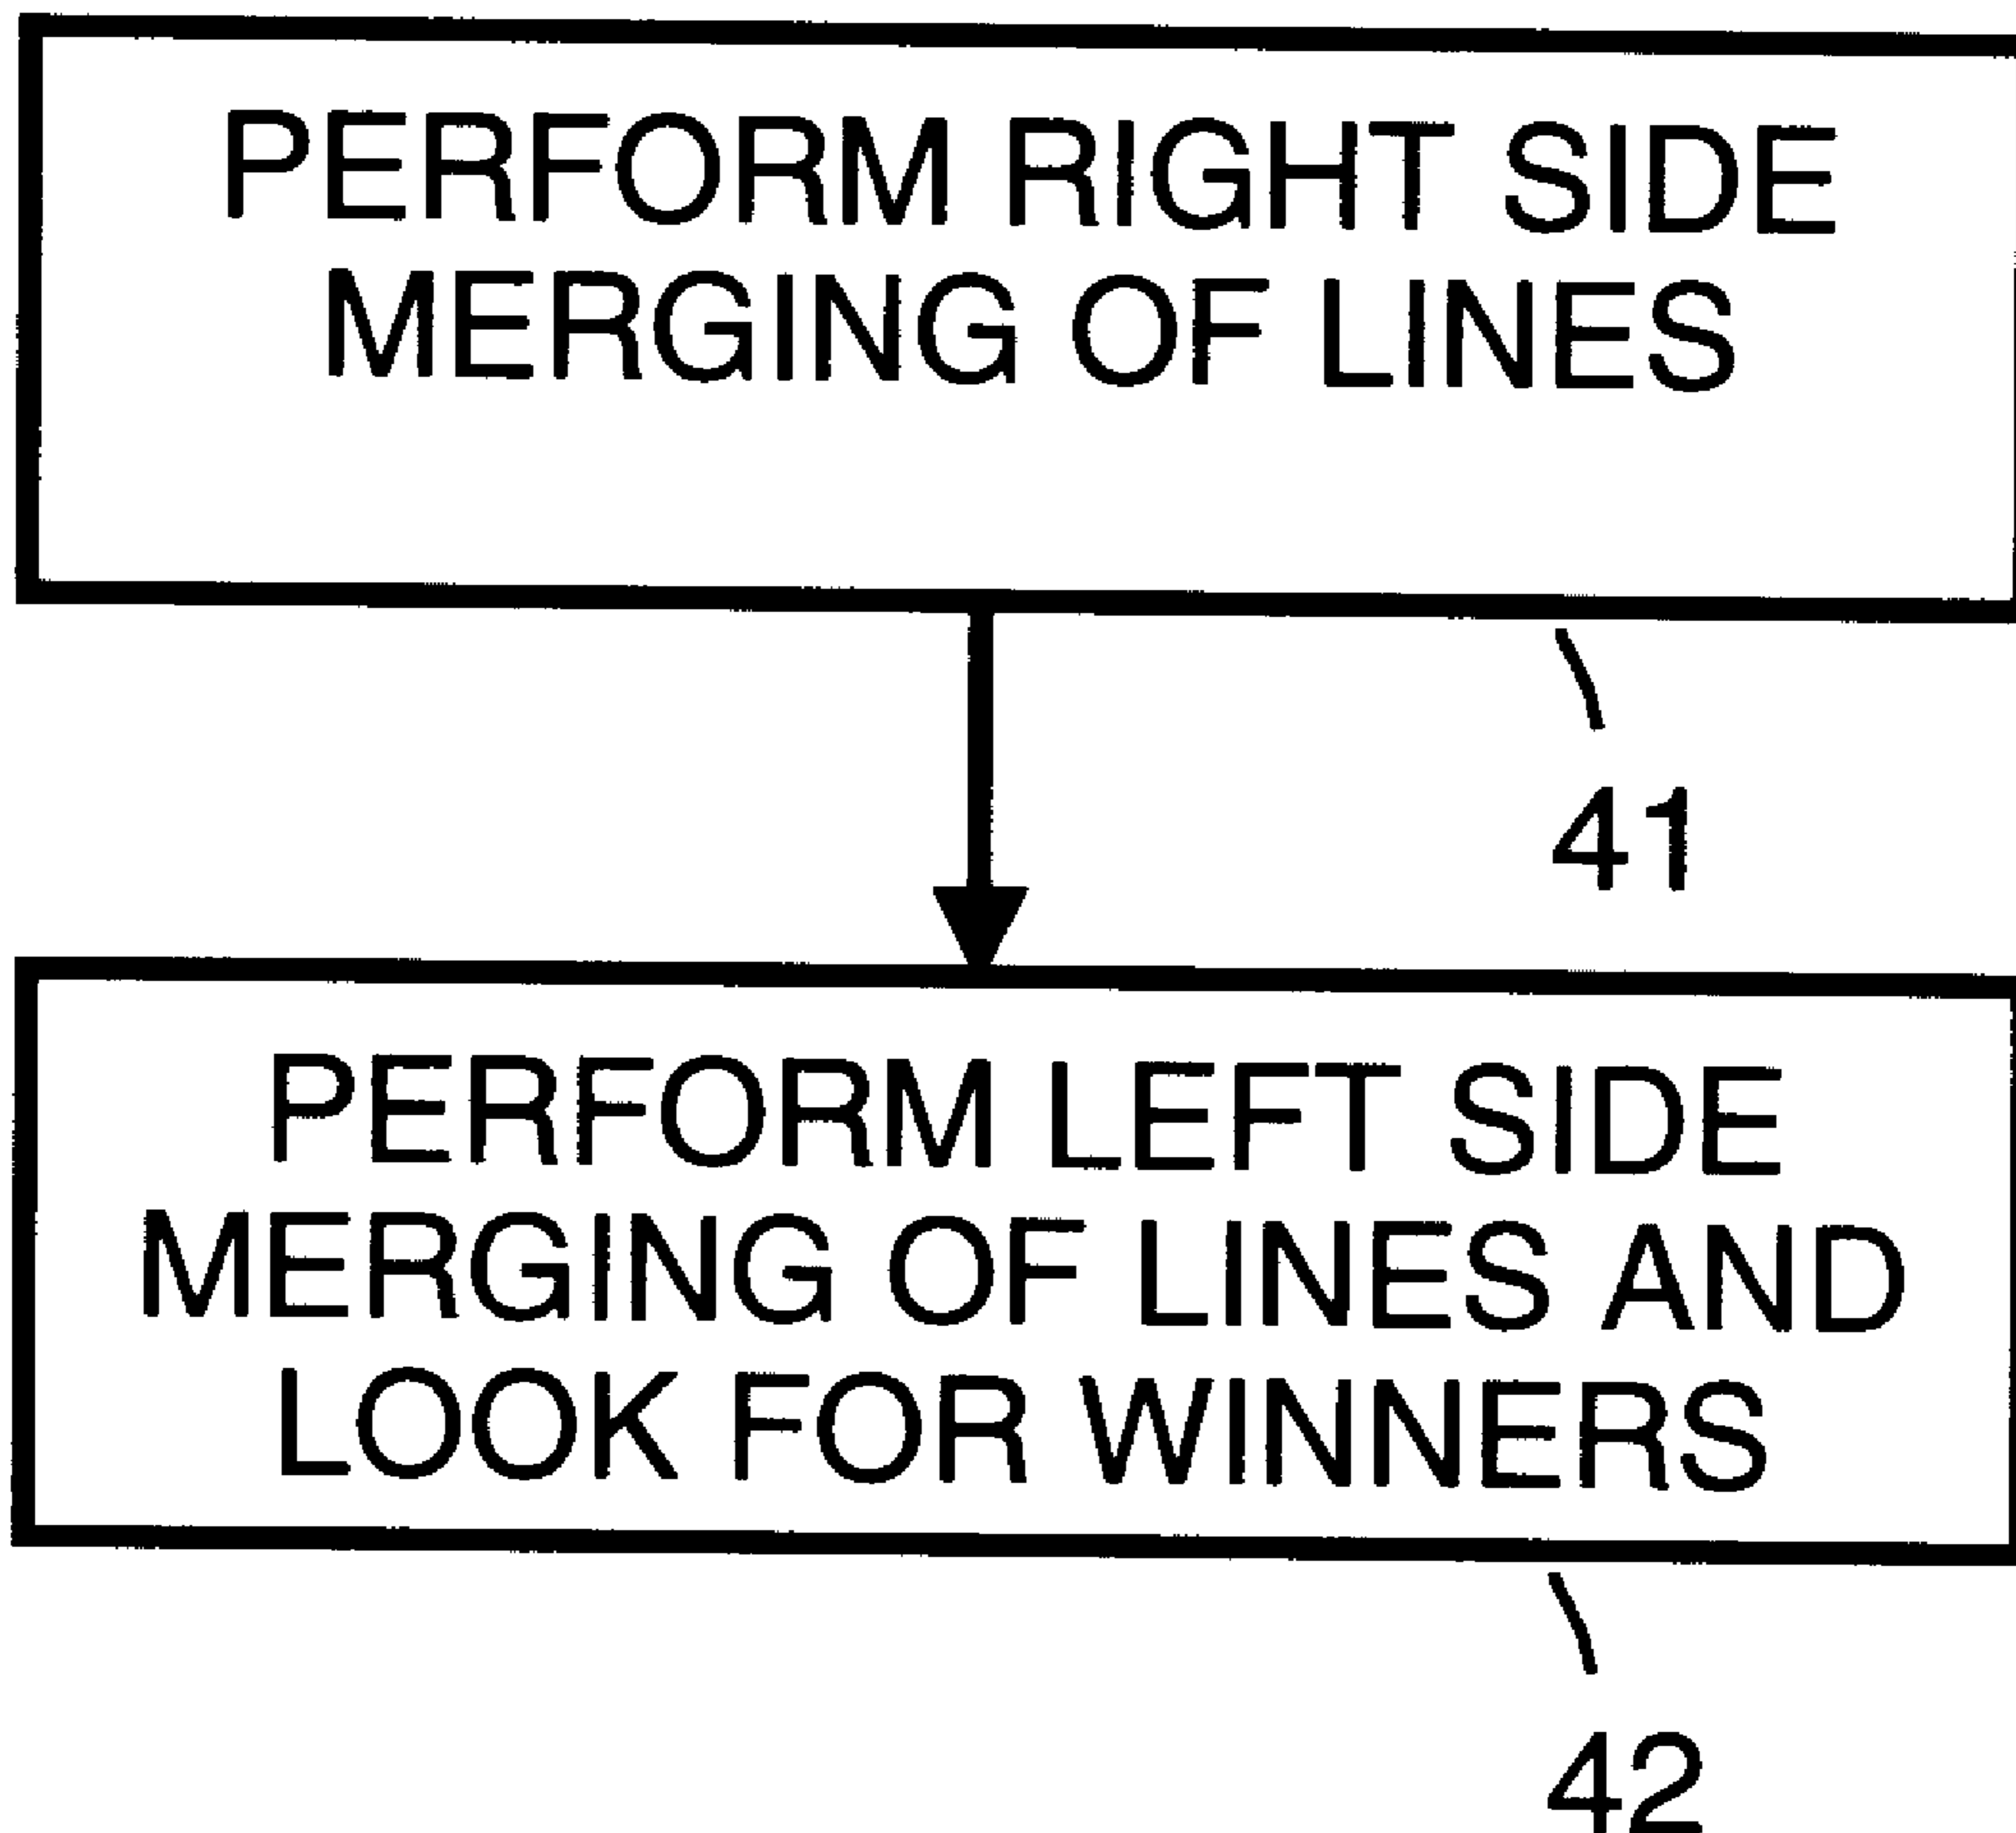 PERFORM RIGHT SIDE
MERGING OF LINES
41
PERFORM LEFT SIDE
MERGING OF LINES AND
LOOK FOR WINNERS
42